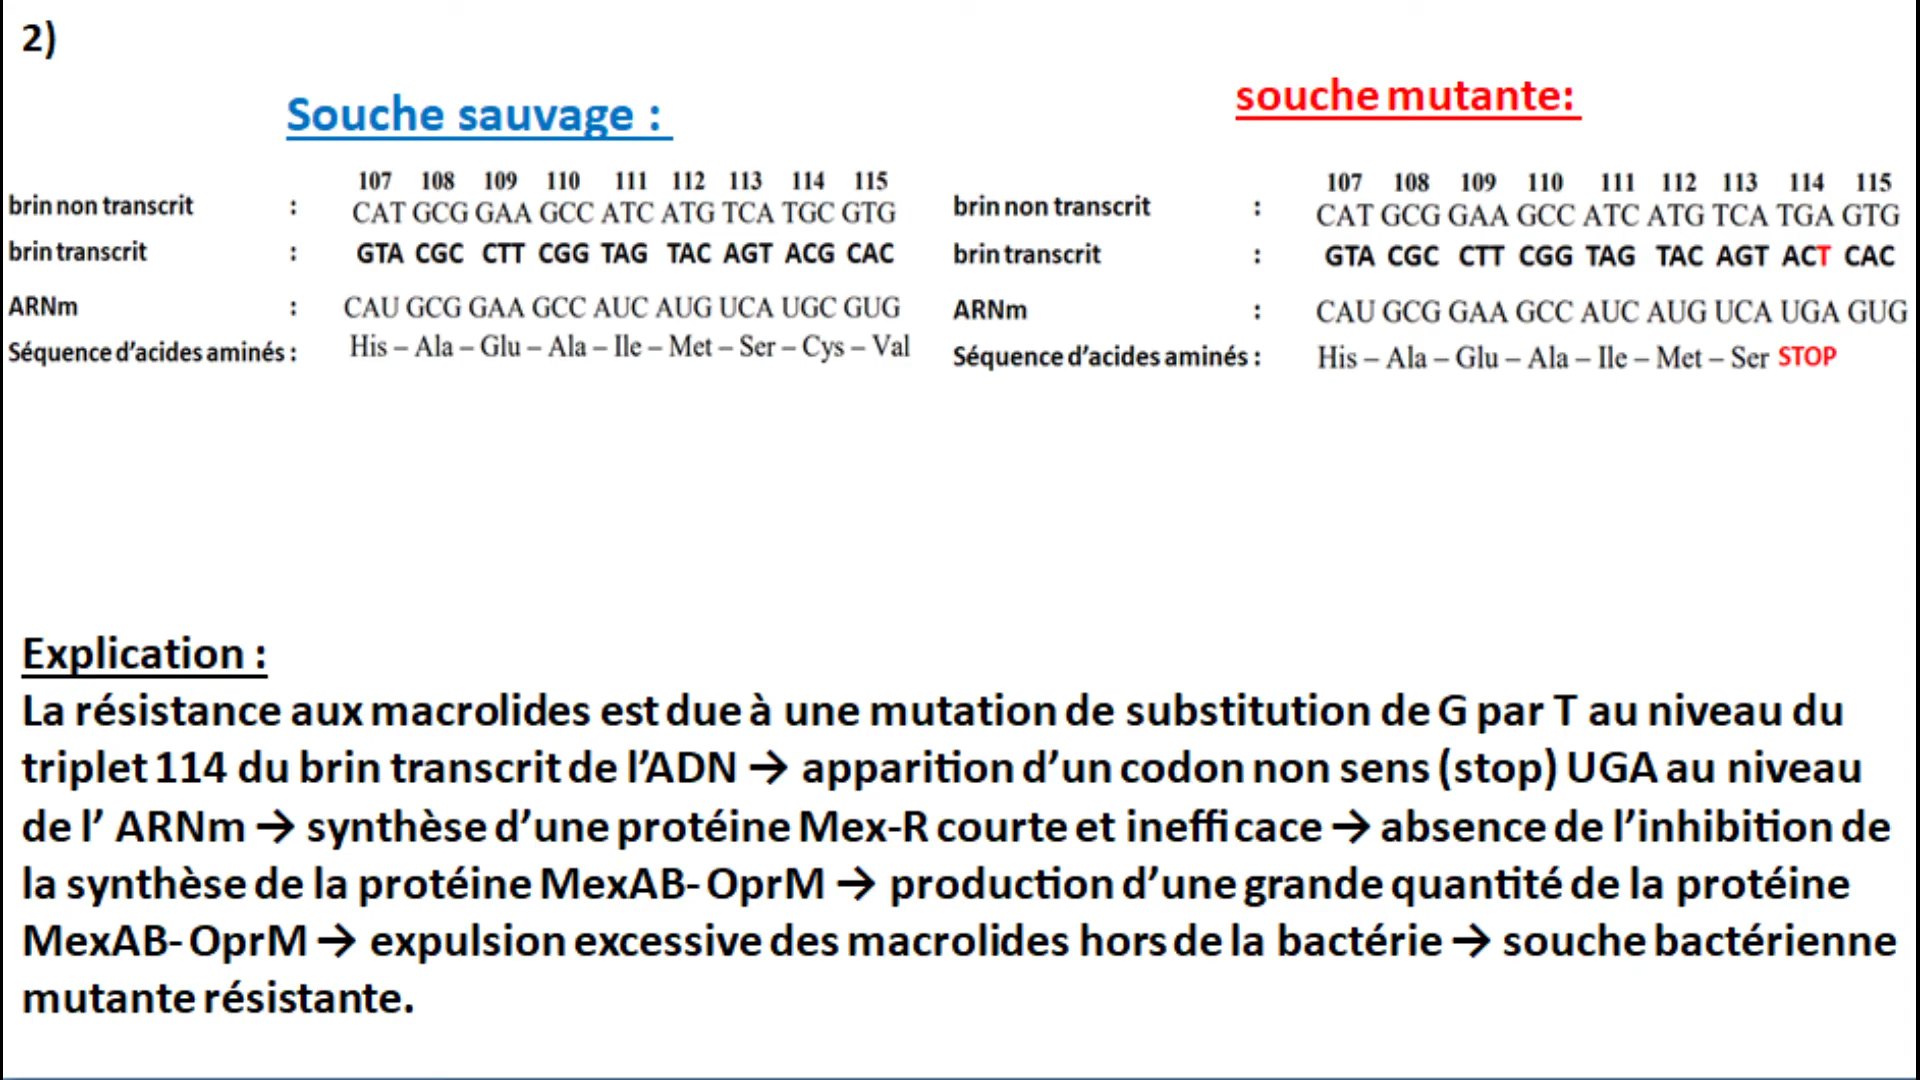 2)
Souche sauvage :
107 108 109 110 111 112 113 114 115
brin non transcrit : CAT GCG GAA GCC ATC ATG TCA TGC GTG
brin transcrit : GTA CGC CTT CGG TAG TAC AGT ACG CAC
ARNm : CAU GCG GAA GCC AUC AUG UCA UGC GUG
Séquence d’acides aminés : His – Ala – Glu – Ala – Ile – Met – Ser – Cys – Val
souche mutante:
107 108 109 110 111 112 113 114 115
brin non transcrit : CAT GCG GAA GCC ATC ATG TCA TGA GTG
brin transcrit : GTA CGC CTT CGG TAG TAC AGT ACT CAC
ARNm : CAU GCG GAA GCC AUC AUG UCA UGA GUG
Séquence d’acides aminés : His – Ala – Glu – Ala – Ile – Met – Ser STOP
Explication :
La résistance aux macrolides est due à une mutation de substitution de G par T au niveau du
triplet 114 du brin transcrit de l’ADN → apparition d’un codon non sens (stop) UGA au niveau
de l’ ARNm → synthèse d’une protéine Mex-R courte et inefficace → absence de l’inhibition de
la synthèse de la protéine MexAB- OprM → production d’une grande quantité de la protéine
MexAB- OprM → expulsion excessive des macrolides hors de la bactérie → souche bactérienne
mutante résistante.